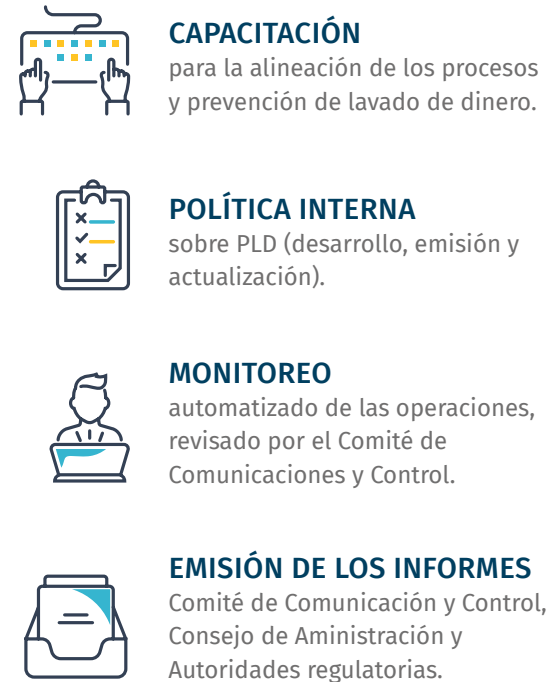 CAPACITACIÓN
para la alineación de los procesos
y prevención de lavado de dinero.
POLÍTICA INTERNA
sobre PLD (desarrollo, emisión y
actualización).
MONITOREO
automatizado de las operaciones,
revisado por el Comité de
Comunicaciones y Control.
EMISIÓN DE LOS INFORMES
Comité de Comunicación y Control,
Consejo de Aministración y
Autoridades regulatorias.